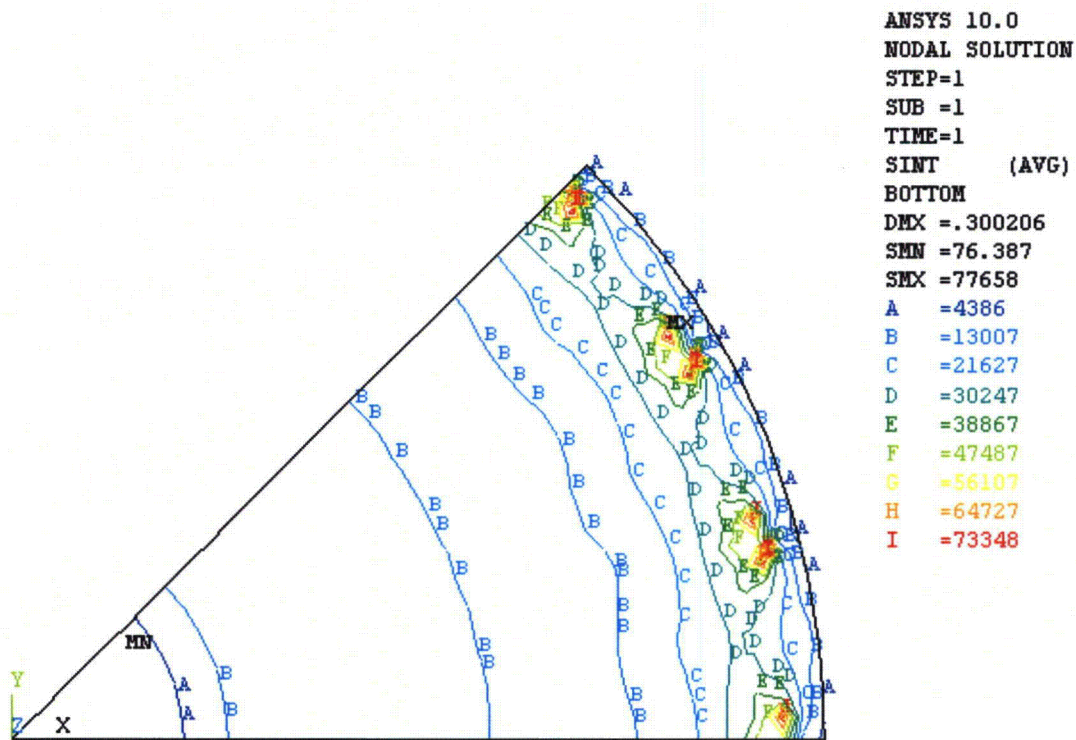 ANSYS 10.0
NODAL SOLUTION
STEP=1
SUB =1
TIME=1
SINT (AVG)
BOTTOM
DMX =.300206
SMN =76.387
SMX =77658
A =4386
B =13007
C =21627
D =30247
E =38867
F =47487
G =56107
H =64727
I =73348
MX
MN
Y
Z
X